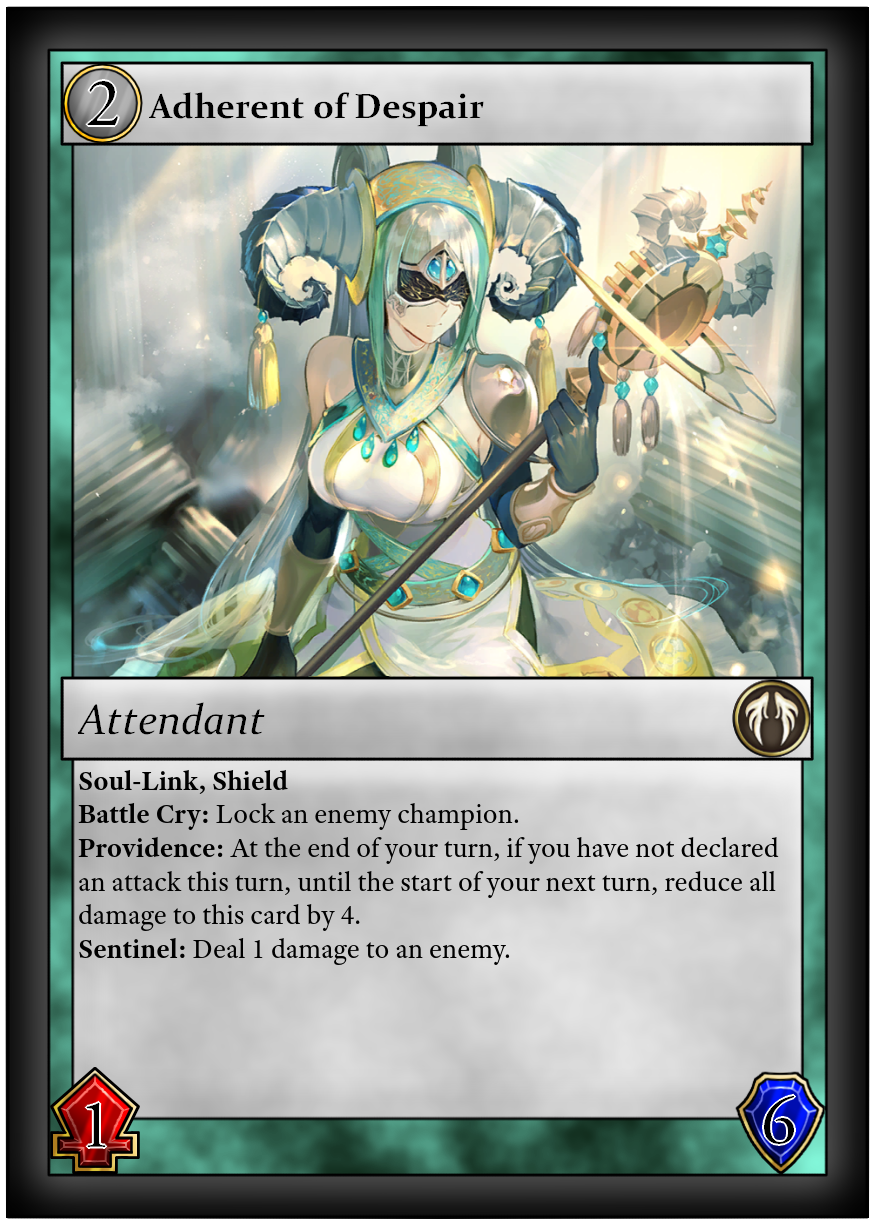 2 Adherent of Despair
Attendant
Soul-Link, Shield
Battle Cry: Lock an enemy champion.
Providence: At the end of your turn, if you have not declared
an attack this turn, until the start of your next turn, reduce all
damage to this card by 4.
Sentinel: Deal 1 damage to an enemy.
1 6